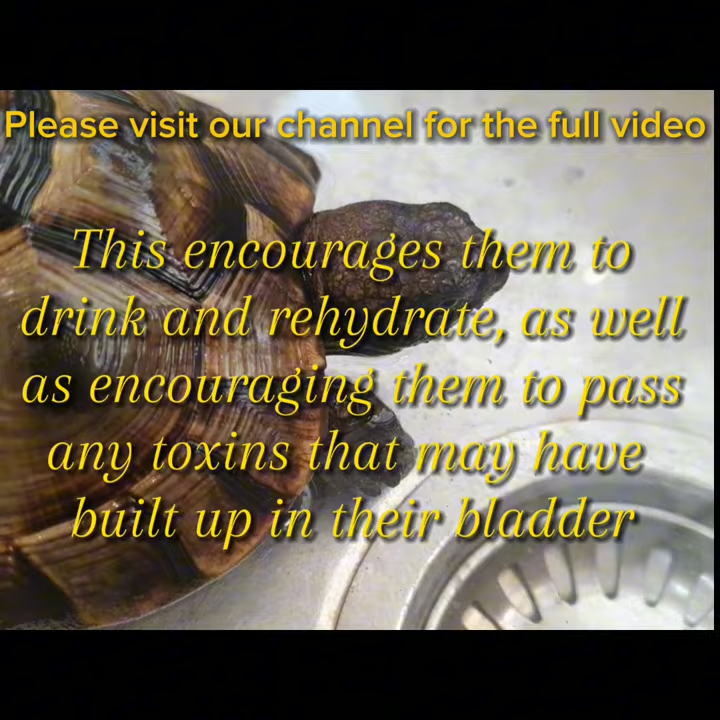 Please visit our channel for the full video
This encourages them to
drink and rehydrate, as well
as encouraging them to pass
any toxins that may have
built up in their bladder